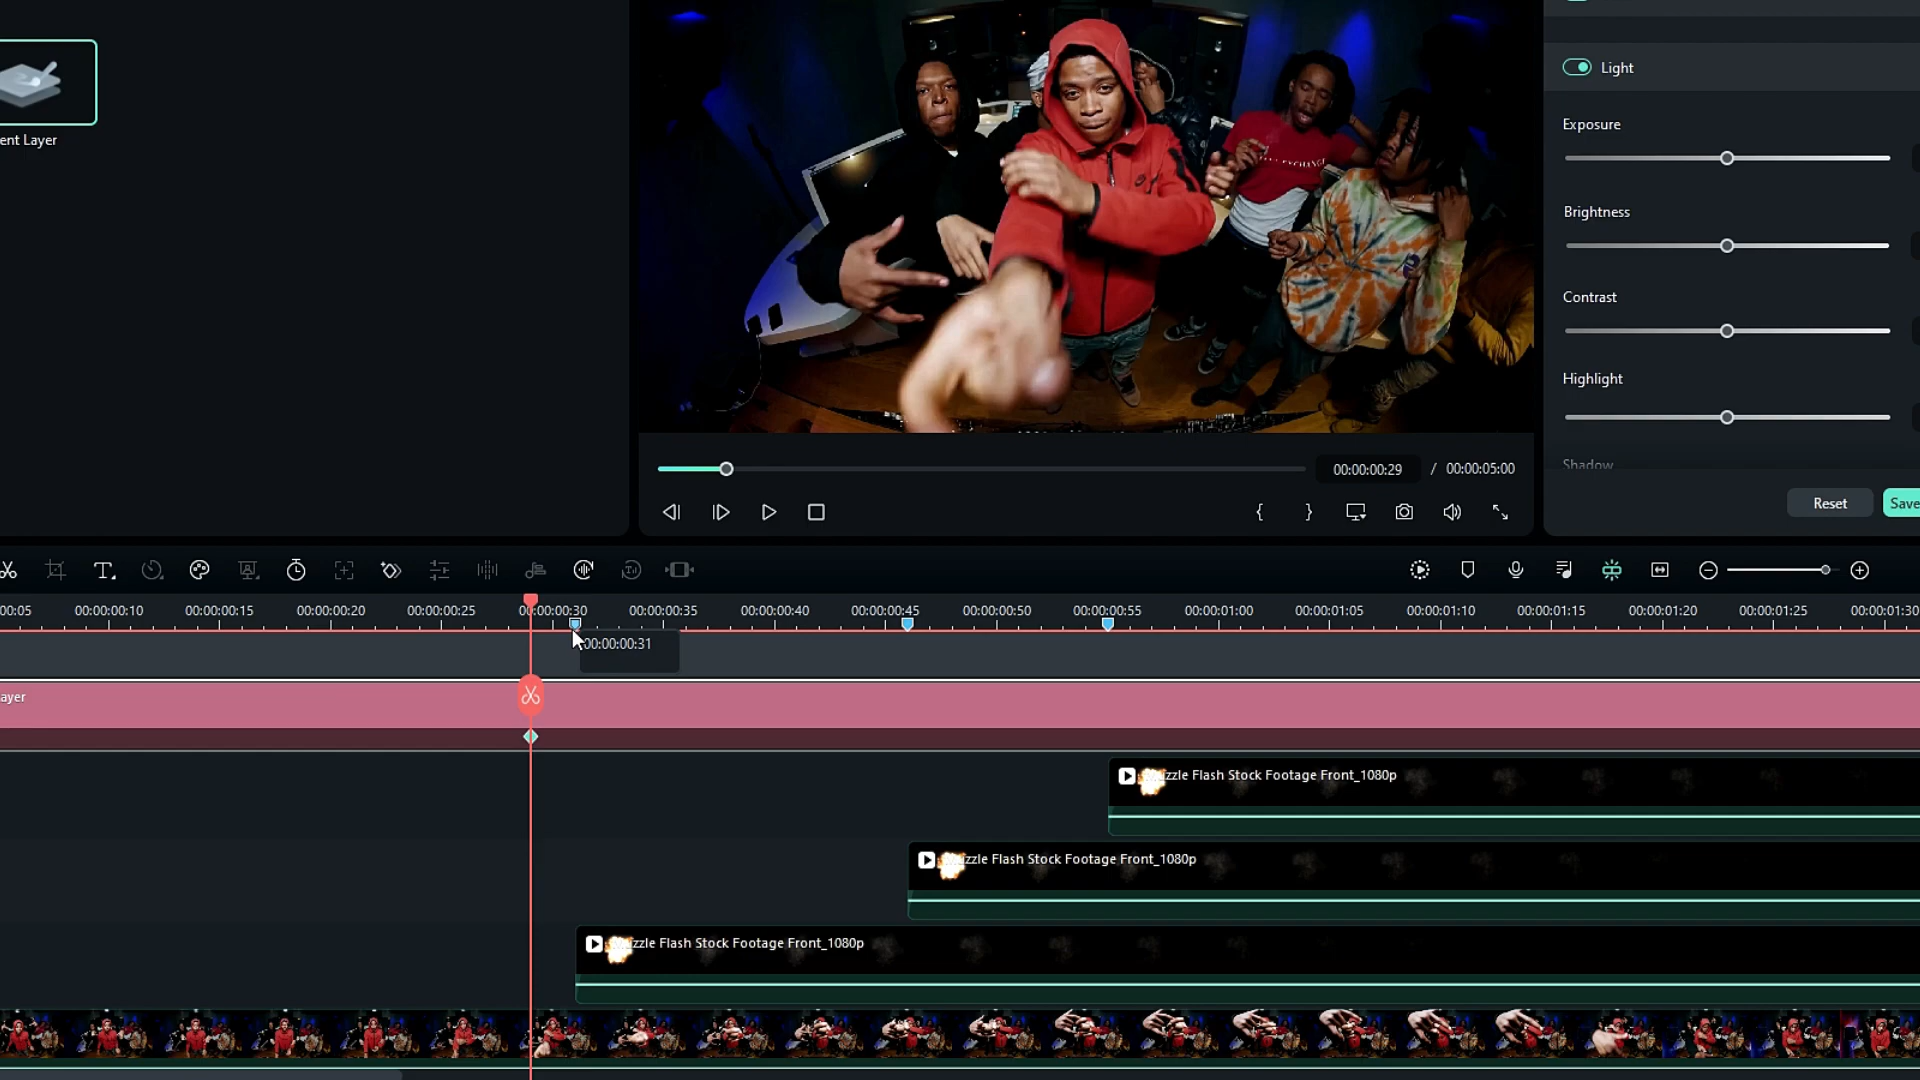 ent Layer
Light
Exposure
Brightness
Contrast
Highlight
Shadow
00:00:00:29 / 00:00:05:00
Reset
Save
00:05
00:00:00:10
00:00:00:15
00:00:00:20
00:00:00:25
00:00:00:30
00:00:00:35
00:00:00:40
00:00:00:45
00:00:00:50
00:00:00:55
00:00:01:00
00:00:01:05
00:00:01:10
00:00:01:15
00:00:01:20
00:00:01:25
00:00:01:30
00:00:00:31
ayer
zzle Flash Stock Footage Front_1080p
zzle Flash Stock Footage Front_1080p
zzle Flash Stock Footage Front_1080p